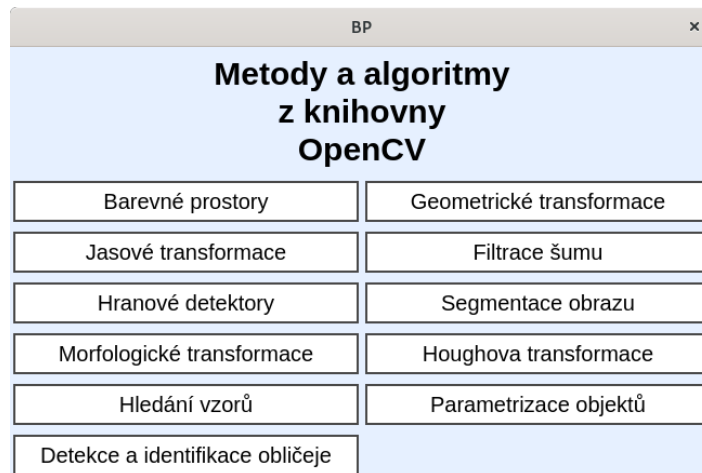 BP
×
Metody a algoritmy
z knihovny
OpenCV
Barevné prostory
Geometrické transformace
Jasové transformace
Filtrace šumu
Hranové detektory
Segmentace obrazu
Morfologické transformace
Houghova transformace
Hledání vzorů
Parametrizace objektů
Detekce a identifikace obličeje